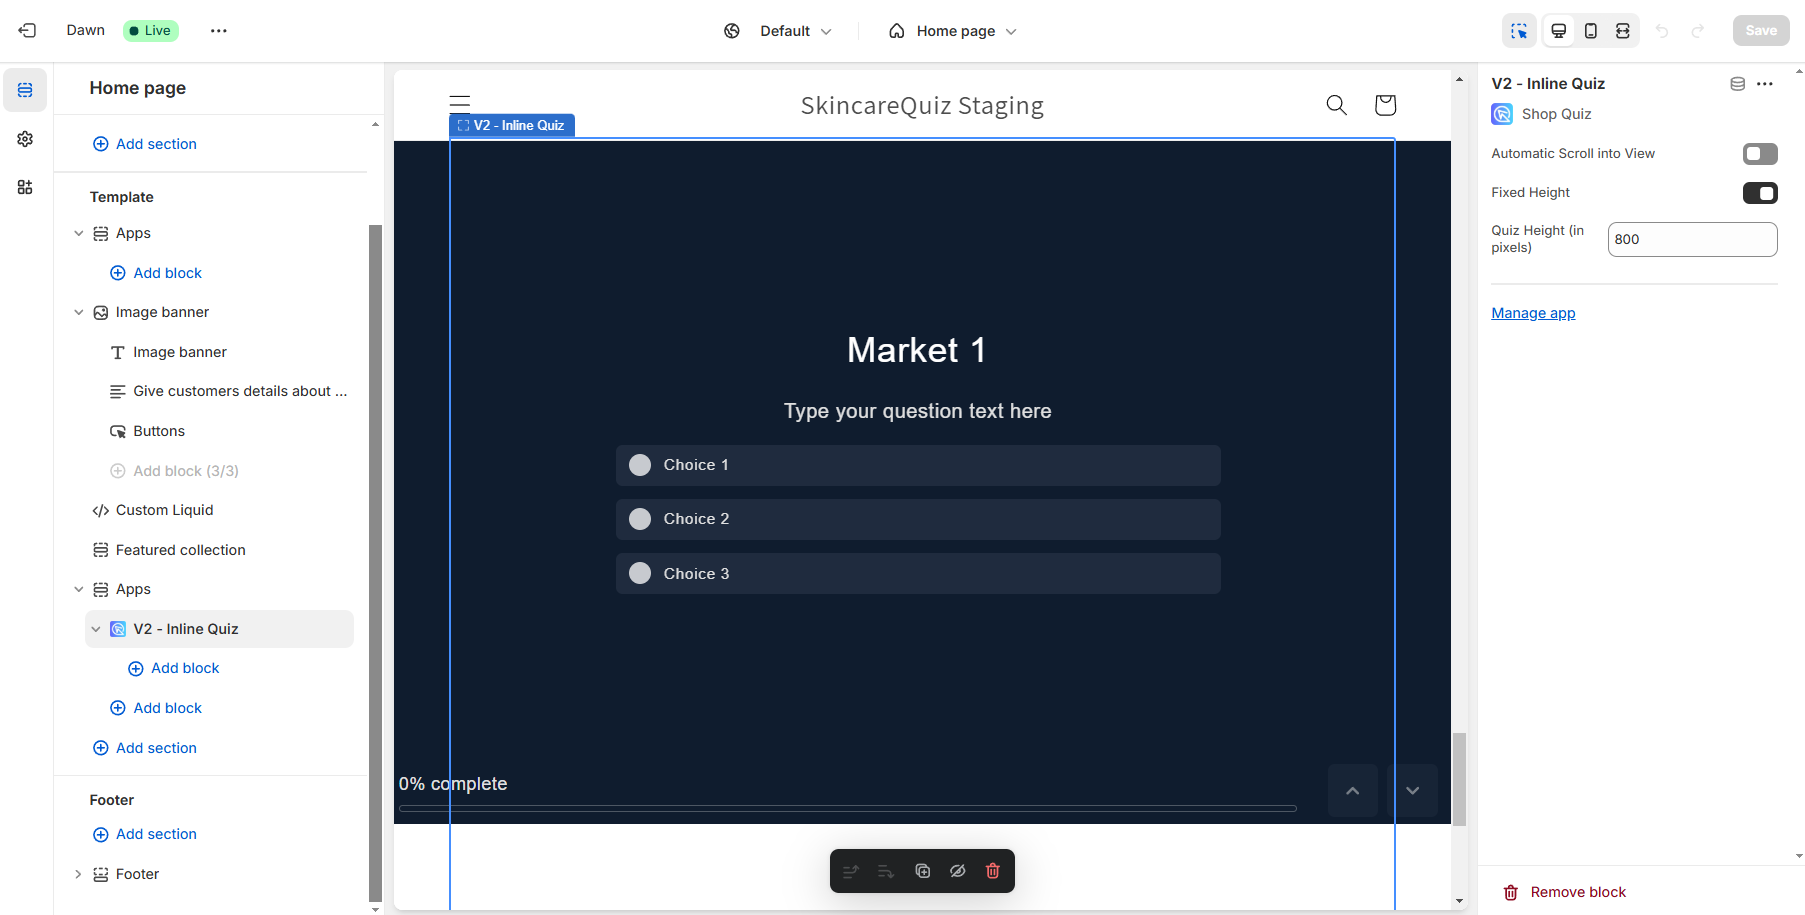 Dawn
Live
Default
Home page
Save
Home page
Add section
Template
Apps
Add block
Image banner
Image banner
Give customers details about ...
Buttons
Add block (3/3)
Custom Liquid
Featured collection
Apps
V2 - Inline Quiz
Add block
Add block
Add section
Footer
Add section
Footer
SkincareQuiz Staging
V2 - Inline Quiz
Market 1
Type your question text here
Choice 1
Choice 2
Choice 3
0% complete
V2 - Inline Quiz
Shop Quiz
Automatic Scroll into View
Fixed Height
Quiz Height (in
pixels)
800
Manage app
Remove block